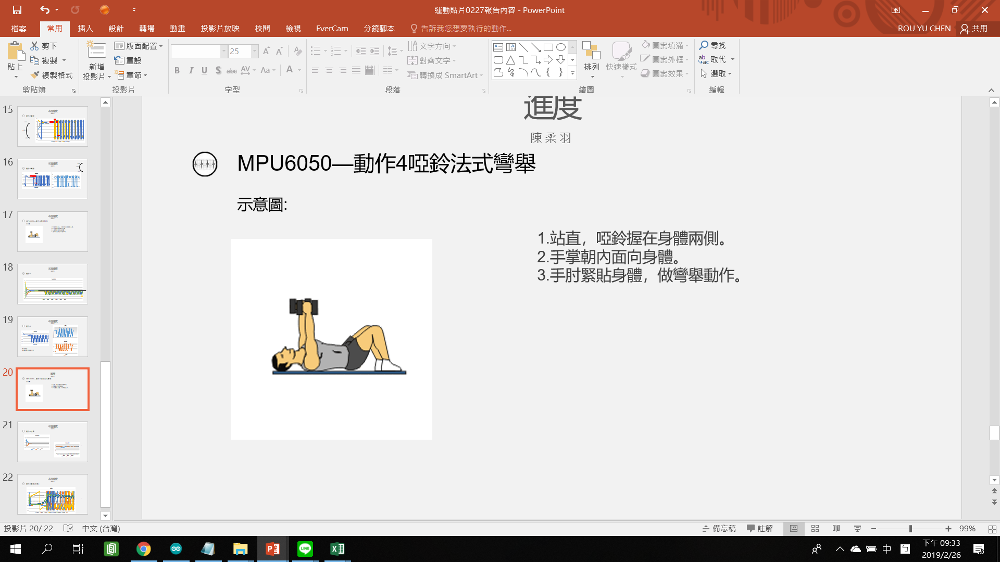 運動貼片0227報告內容 - PowerPoint
檔案 常用 插入 設計 轉場 動畫 投影片放映 校閱 檢視 EverCam 分鏡腳本 告訴我您想要執行的動作... ROU YU CHEN 共用
貼上 剪下 複製 複製格式 剪貼簿
新增投影片 版面配置 重設 章節 投影片
25 字型
文字方向 對齊文字 轉換成 SmartArt 段落
排列 快速樣式 圖案填滿 圖案外框 圖案效果 繪圖
尋找 取代 選取 編輯
15
16
17
18
19
20
21
22
進度
陳柔羽
MPU6050—動作4啞鈴法式彎舉
示意圖:
1.站直，啞鈴握在身體兩側。
2.手掌朝內面向身體。
3.手肘緊貼身體，做彎舉動作。
投影片 20/ 22 中文 (台灣) 備忘稿 註解 99%
中 下午 09:33
2019/2/26